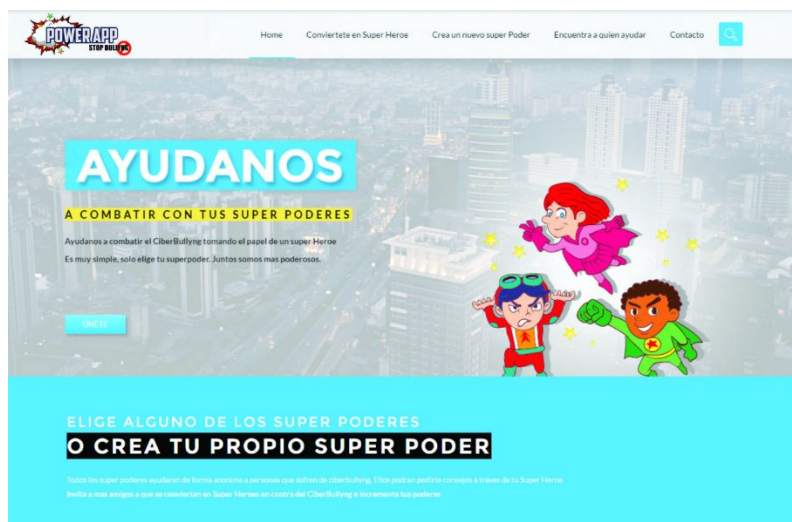 POWER APP
STOP BULLYNG
Home Conviertete en Super Heroe Crea un nuevo super Poder Encuentra a quien ayudar Contacto
AYUDANOS
A COMBATIR CON TUS SUPER PODERES
Ayudanos a combatir el CiberBullyng tomando el papel de un super Heroe
Es muy simple, solo elige tu superpoder. Juntos somos mas poderosos.
UNETE
ELIGE ALGUNO DE LOS SUPER PODERES
O CREA TU PROPIO SUPER PODER
Todos los super poderes ayudaran de forma anonima a personas que sufren de ciberbullyng, Ellos podran pedirte consejos a traves de tu Super Heroe
Invita a mas amigos a que se conviertan en Super Heroes en contra del CiberBullyng e incrementa tus poderes